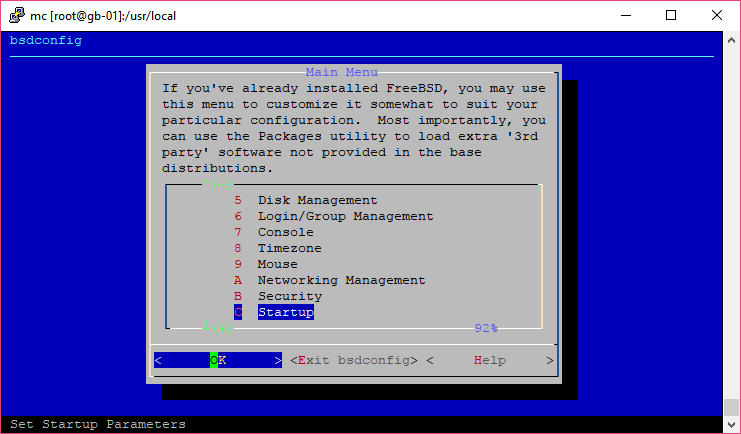 mc [root@gb-01]:/usr/local
bsdconfig
Main Menu
If you've already installed FreeBSD, you may use
this menu to customize it somewhat to suit your
particular configuration.  Most importantly, you
can use the Packages utility to load extra '3rd
party' software not provided in the base
distributions.
5  Disk Management
6  Login/Group Management
7  Console
8  Timezone
9  Mouse
A  Networking Management
B  Security
C  Startup
92%
<      OK      > <Exit bsdconfig> <     Help     >
Set Startup Parameters